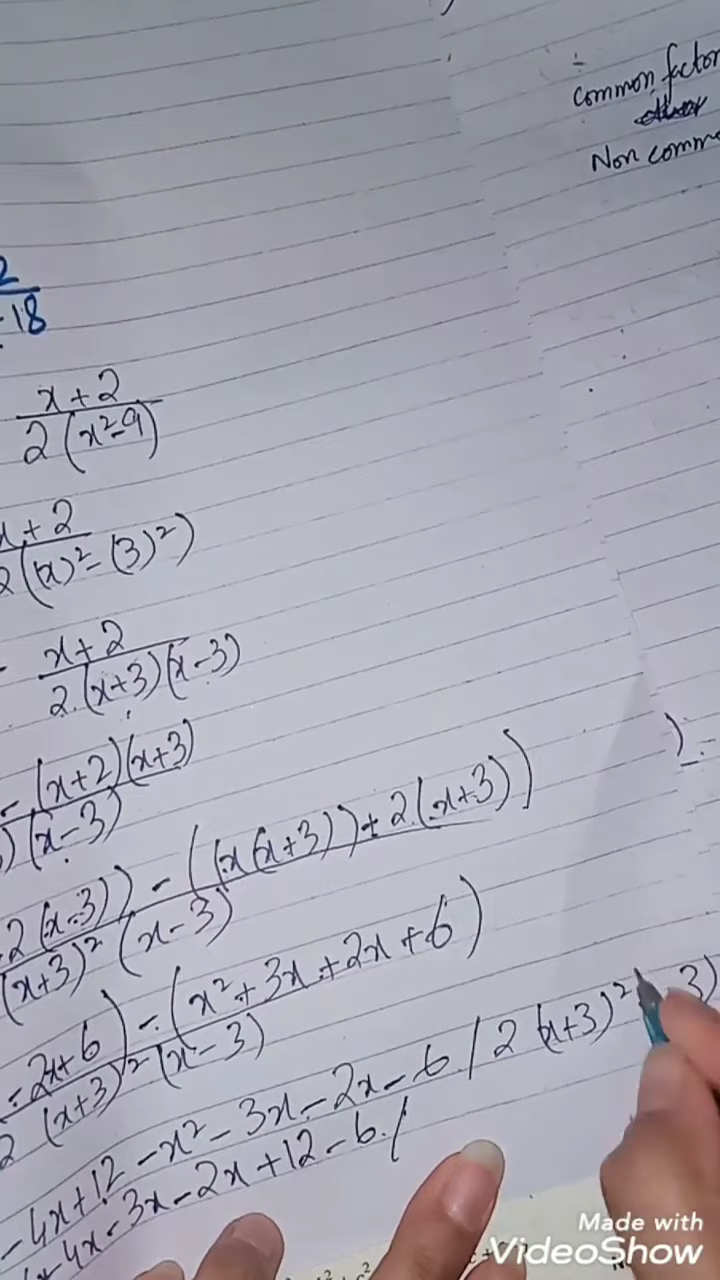 ÷
common factor
Non comm
2
-18
x+2
2(x²-9)
x+2
2((x)²-(3)²)
- x+2
2(x+3)(x-3)
-(x+2)(x+3)
)(x-3)
2(x-3))-((x(x+3))+2(x+3))
(x+3)²(x-3)
).
-2x+6)-(x²+3x+2x+6)
2(x+3)²(x-3)
-4x+12-x²-3x-2x-6/2(x+3)² 3)
-4x-3x-2x+12-6/
Made with
VideoShow